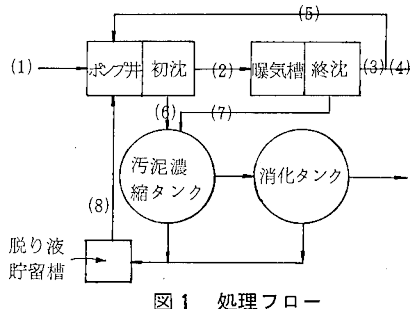 (5)
(1)
ポンプ井
初沈
(2)
曝気槽
終沈
(3)
(4)
(6)
(7)
汚泥濃
縮タンク
消化タンク
(8)
脱り液
貯留槽
図1 処理フロー